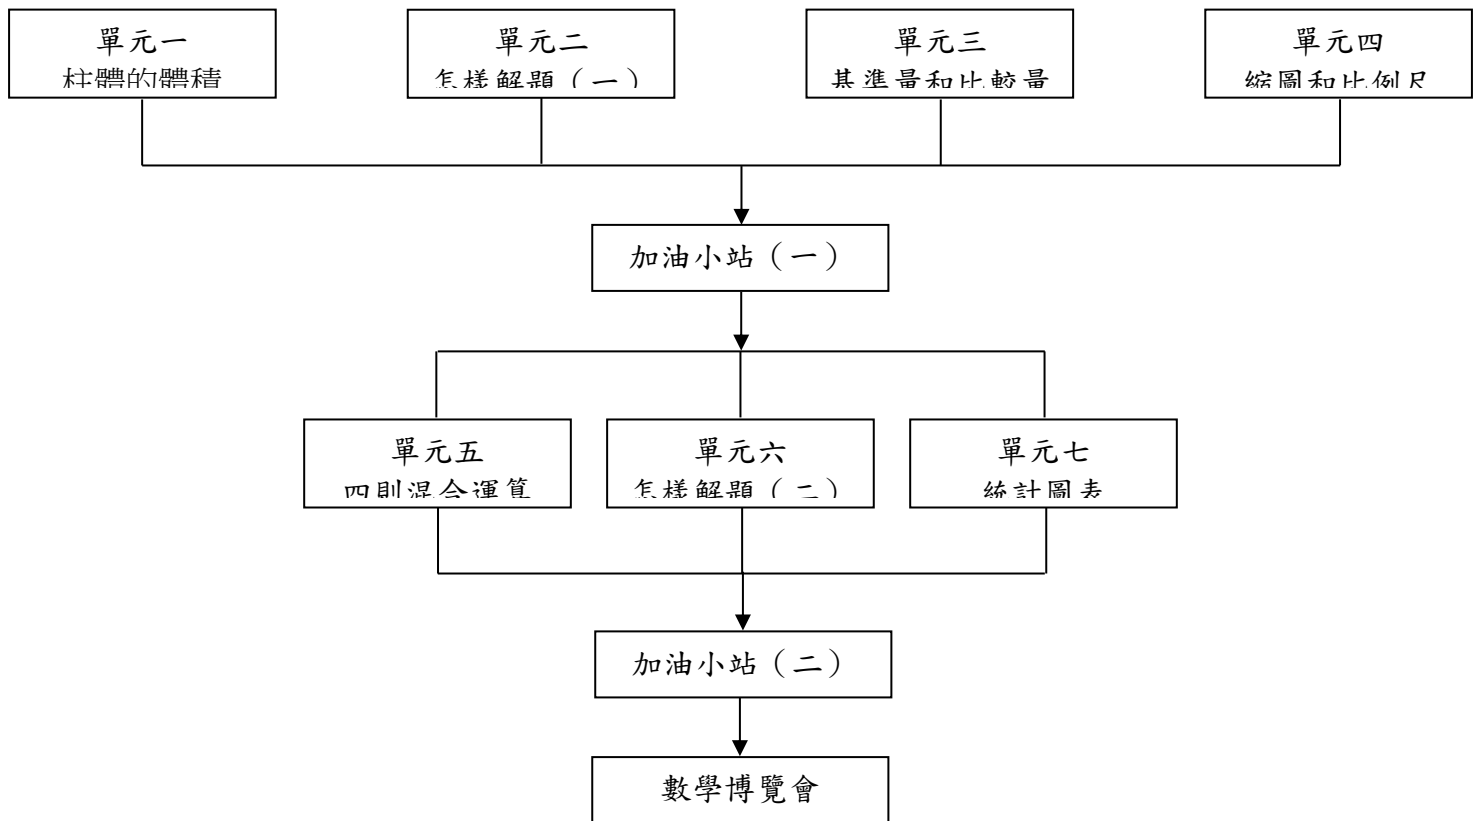 單元一
柱體的體積
單元二
怎樣解題（一）
單元三
基準量和比較量
單元四
縮圖和比例尺
加油小站（一）
單元五
四則混合運算
單元六
怎樣解題（二）
單元七
統計圖表
加油小站（二）
數學博覽會